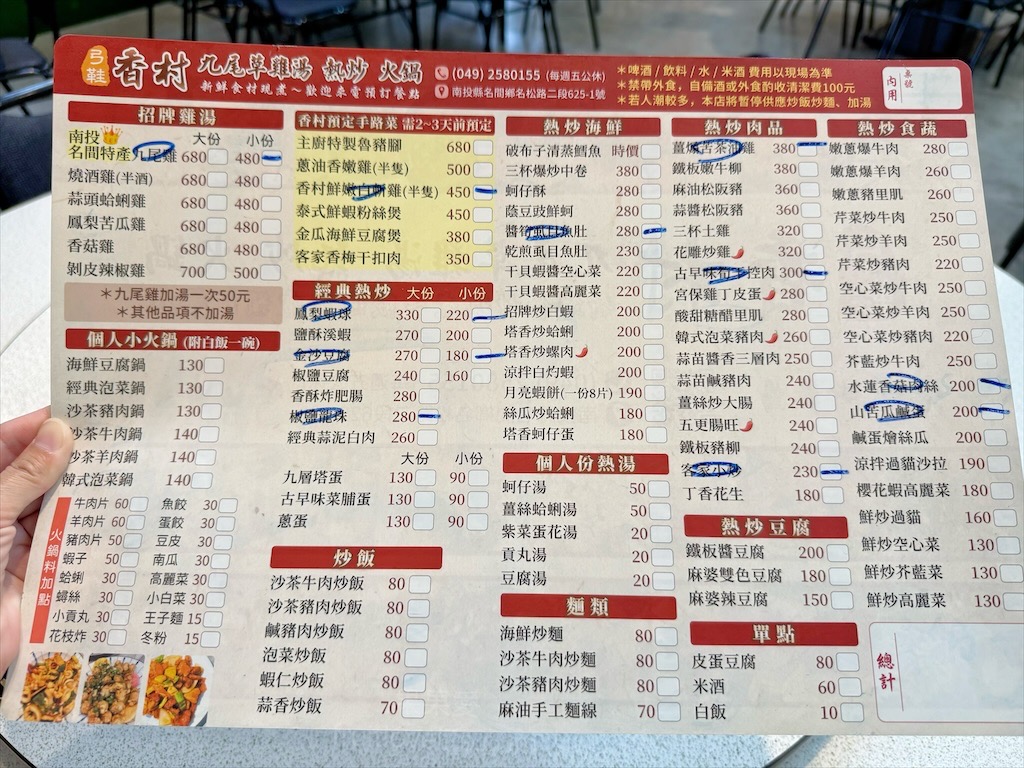 弓鞋 香村 九尾草雞湯 熱炒 火鍋
新鮮食材現煮～歡迎來電預訂餐點
(049) 2580155 (每週五公休)
南投縣名間鄉名松路二段625-1號
＊啤酒 / 飲料 / 水 / 米酒 費用以現場為準
＊禁帶外食，自備酒或外食酌收清潔費100元
＊若人潮較多，本店將暫停供應炒飯炒麵、加湯
內用 桌號
招牌雞湯
大份 小份
南投
名間特產九尾雞 680 480
燒酒雞(半酒) 680 480
蒜頭蛤蜊雞 680 480
鳳梨苦瓜雞 680 480
香菇雞 680 480
剝皮辣椒雞 700 500
＊九尾雞加湯一次50元
＊其他品項不加湯
個人小火鍋 (附白飯一碗)
海鮮豆腐鍋 130
經典泡菜鍋 130
沙茶豬肉鍋 130
沙茶牛肉鍋 140
沙茶羊肉鍋 140
韓式泡菜鍋 140
火鍋料加點
牛肉片 60 魚餃 30
羊肉片 60 蛋餃 30
豬肉片 50 豆皮 30
蝦子 50 南瓜 30
蛤蜊 30 高麗菜 30
蟳絲 30 小白菜 30
小貢丸 30 王子麵 15
花枝炸 30 冬粉 15
香村預定手路菜 需2~3天前預定
主廚特製魯豬腳 680
蔥油香嫩雞(半隻) 500
香村鮮嫩白斬雞(半隻) 450
泰式鮮蝦粉絲煲 450
金瓜海鮮豆腐煲 380
客家香梅干扣肉 350
經典熱炒 大份 小份
鳳梨蝦球 330 220
鹽酥溪蝦 270 200
金沙豆腐 270 180
椒鹽豆腐 240 160
香酥炸肥腸 280
椒鹽龍珠 280
經典蒜泥白肉 260
大份 小份
九層塔蛋 130 90
古早味菜脯蛋 130 90
蔥蛋 130 90
炒飯
沙茶牛肉炒飯 80
沙茶豬肉炒飯 80
鹹豬肉炒飯 80
泡菜炒飯 80
蝦仁炒飯 80
蒜香炒飯 70
熱炒海鮮
破布子清蒸鱈魚 時價
三杯爆炒中卷 380
蚵仔酥 280
蔭豆豉鮮蚵 280
醬筍虱目魚肚 280
乾煎虱目魚肚 230
干貝蝦醬空心菜 220
干貝蝦醬高麗菜 220
招牌炒白蝦 200
塔香炒蛤蜊 200
塔香炒螺肉 200
涼拌白灼蝦 200
月亮蝦餅(一份8片) 190
絲瓜炒蛤蜊 180
塔香蚵仔蛋 180
個人份熱湯
蚵仔湯 50
薑絲蛤蜊湯 50
紫菜蛋花湯 20
貢丸湯 20
豆腐湯 20
麵類
海鮮炒麵 80
沙茶牛肉炒麵 80
沙茶豬肉炒麵 80
麻油手工麵線 70
熱炒肉品
薑爆苦茶油雞 380
鐵板嫩牛柳 380
麻油松阪豬 360
蒜醬松阪豬 360
三杯土雞 320
花雕炒雞 320
古早味筍干控肉 300
宮保雞丁皮蛋 280
酸甜糖醋里肌 280
韓式泡菜豬肉 260
蒜苗醬香三層肉 250
蒜苗鹹豬肉 240
薑絲炒大腸 240
五更腸旺 240
鐵板豬柳 240
客家小炒 230
丁香花生 180
熱炒豆腐
鐵板醬豆腐 200
麻婆雙色豆腐 180
麻婆辣豆腐 150
單點
皮蛋豆腐 80
米酒 60
白飯 10
熱炒食蔬
嫩蔥爆牛肉 280
嫩蔥爆羊肉 260
嫩蔥豬里肌 260
芹菜炒牛肉 250
芹菜炒羊肉 250
芹菜炒豬肉 220
空心菜炒牛肉 250
空心菜炒羊肉 250
空心菜炒豬肉 220
芥藍炒牛肉 250
水蓮香菇肉絲 200
山苦瓜鹹蛋 200
鹹蛋燴絲瓜 200
涼拌過貓沙拉 190
櫻花蝦高麗菜 180
鮮炒過貓 160
鮮炒空心菜 130
鮮炒芥藍菜 130
鮮炒高麗菜 130
總計